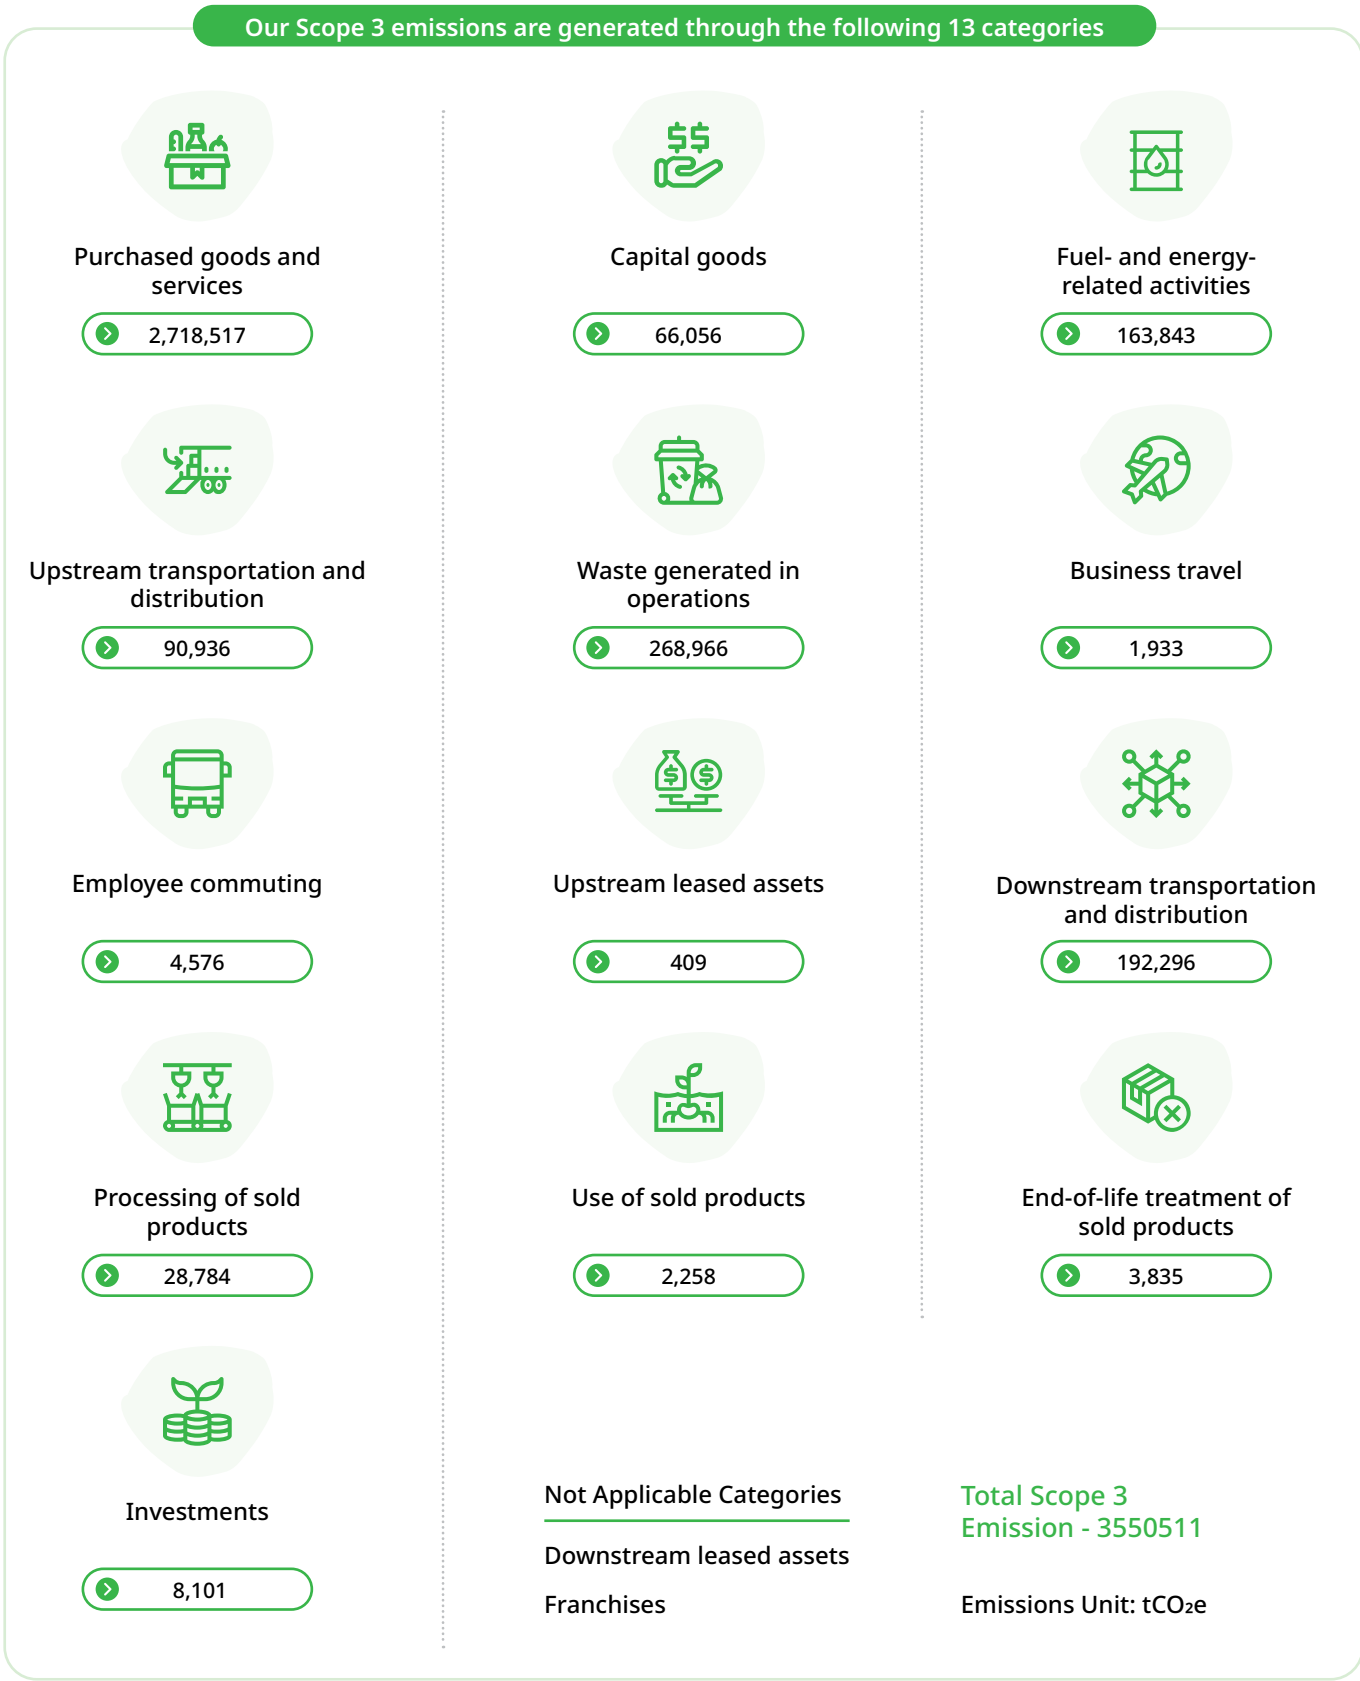 Our Scope 3 emissions are generated through the following 13 categories
Purchased goods and
services
2,718,517
Capital goods
66,056
Fuel- and energy-
related activities
163,843
Upstream transportation and
distribution
90,936
Waste generated in
operations
268,966
Business travel
1,933
Employee commuting
4,576
Upstream leased assets
409
Downstream transportation
and distribution
192,296
Processing of sold
products
28,784
Use of sold products
2,258
End-of-life treatment of
sold products
3,835
Investments
8,101
Not Applicable Categories
Downstream leased assets
Franchises
Total Scope 3
Emission - 3550511
Emissions Unit: tCO₂e